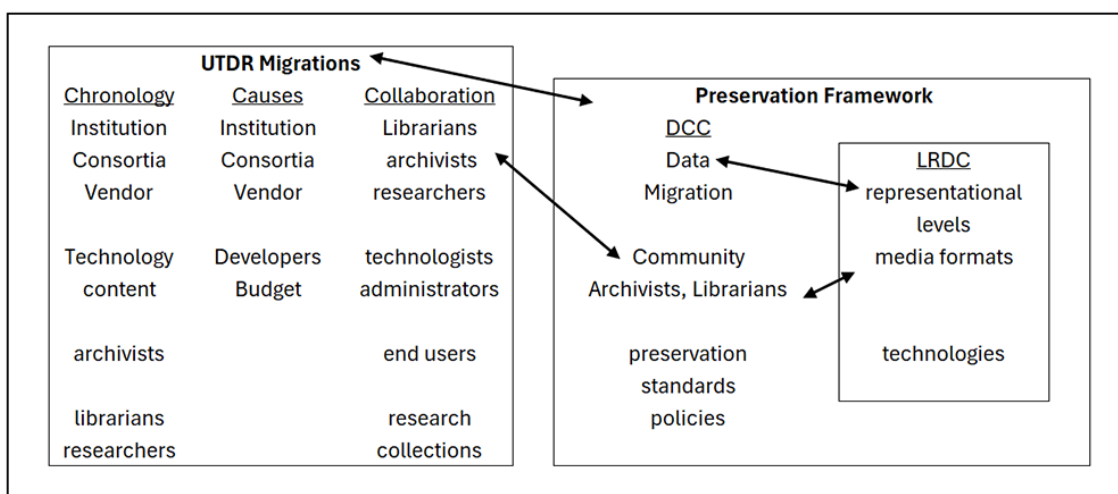 UTDR Migrations
Chronology Causes Collaboration
Institution Institution Librarians
Consortia Consortia archivists
Vendor Vendor researchers
Technology Developers technologists
content Budget administrators
archivists end users
librarians research
researchers collections
Preservation Framework
DCC
Data
Migration
Community
Archivists, Librarians
preservation
standards
policies
LRDC
representational
levels
media formats
technologies